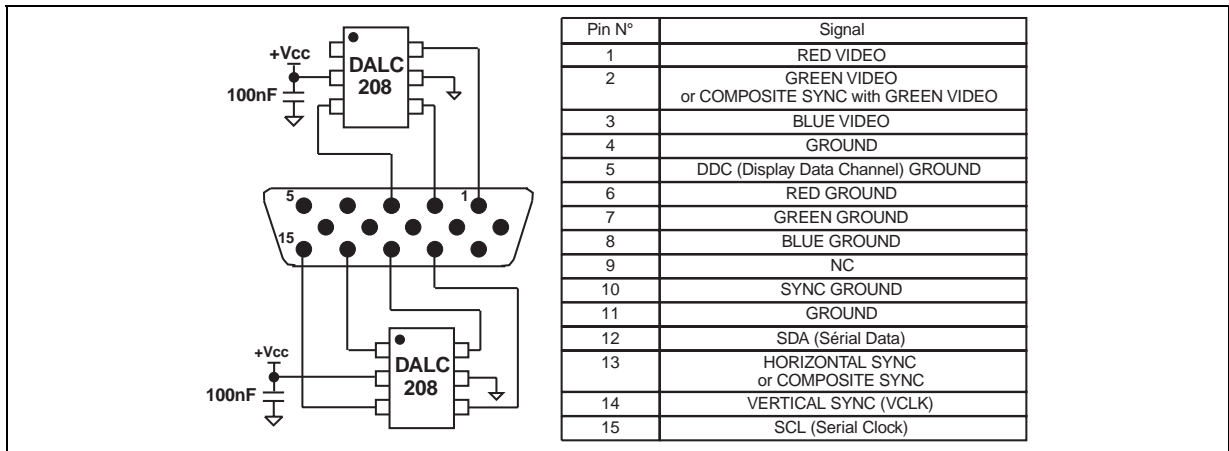 +Vcc
100nF
DALC
208
5
1
15
+Vcc
100nF
DALC
208
Pin N° Signal
1 RED VIDEO
2 GREEN VIDEO
or COMPOSITE SYNC with GREEN VIDEO
3 BLUE VIDEO
4 GROUND
5 DDC (Display Data Channel) GROUND
6 RED GROUND
7 GREEN GROUND
8 BLUE GROUND
9 NC
10 SYNC GROUND
11 GROUND
12 SDA (Sérial Data)
13 HORIZONTAL SYNC
or COMPOSITE SYNC
14 VERTICAL SYNC (VCLK)
15 SCL (Serial Clock)